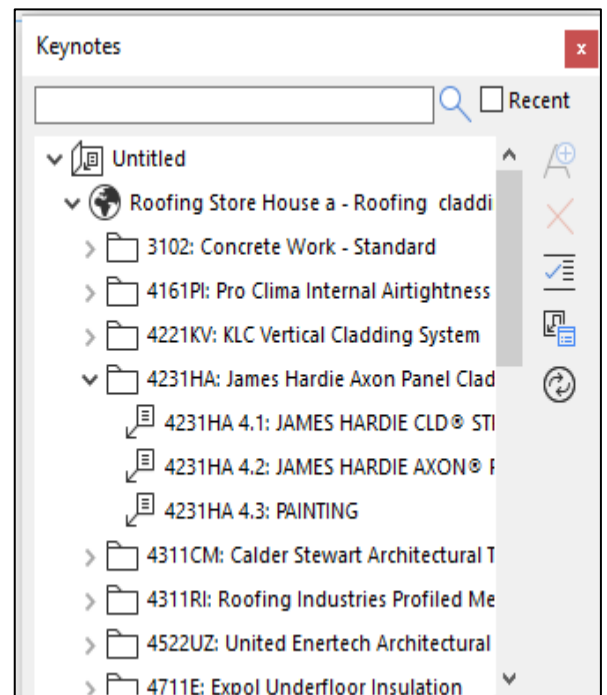 Keynotes
x
Recent
Untitled
Roofing Store House a - Roofing claddi
3102: Concrete Work - Standard
4161PI: Pro Clima Internal Airtightness
4221KV: KLC Vertical Cladding System
4231HA: James Hardie Axon Panel Clad
4231HA 4.1: JAMES HARDIE CLD® STI
4231HA 4.2: JAMES HARDIE AXON® F
4231HA 4.3: PAINTING
4311CM: Calder Stewart Architectural T
4311RI: Roofing Industries Profiled Me
4522UZ: United Enertech Architectural
4711E: Expol Underfloor Insulation